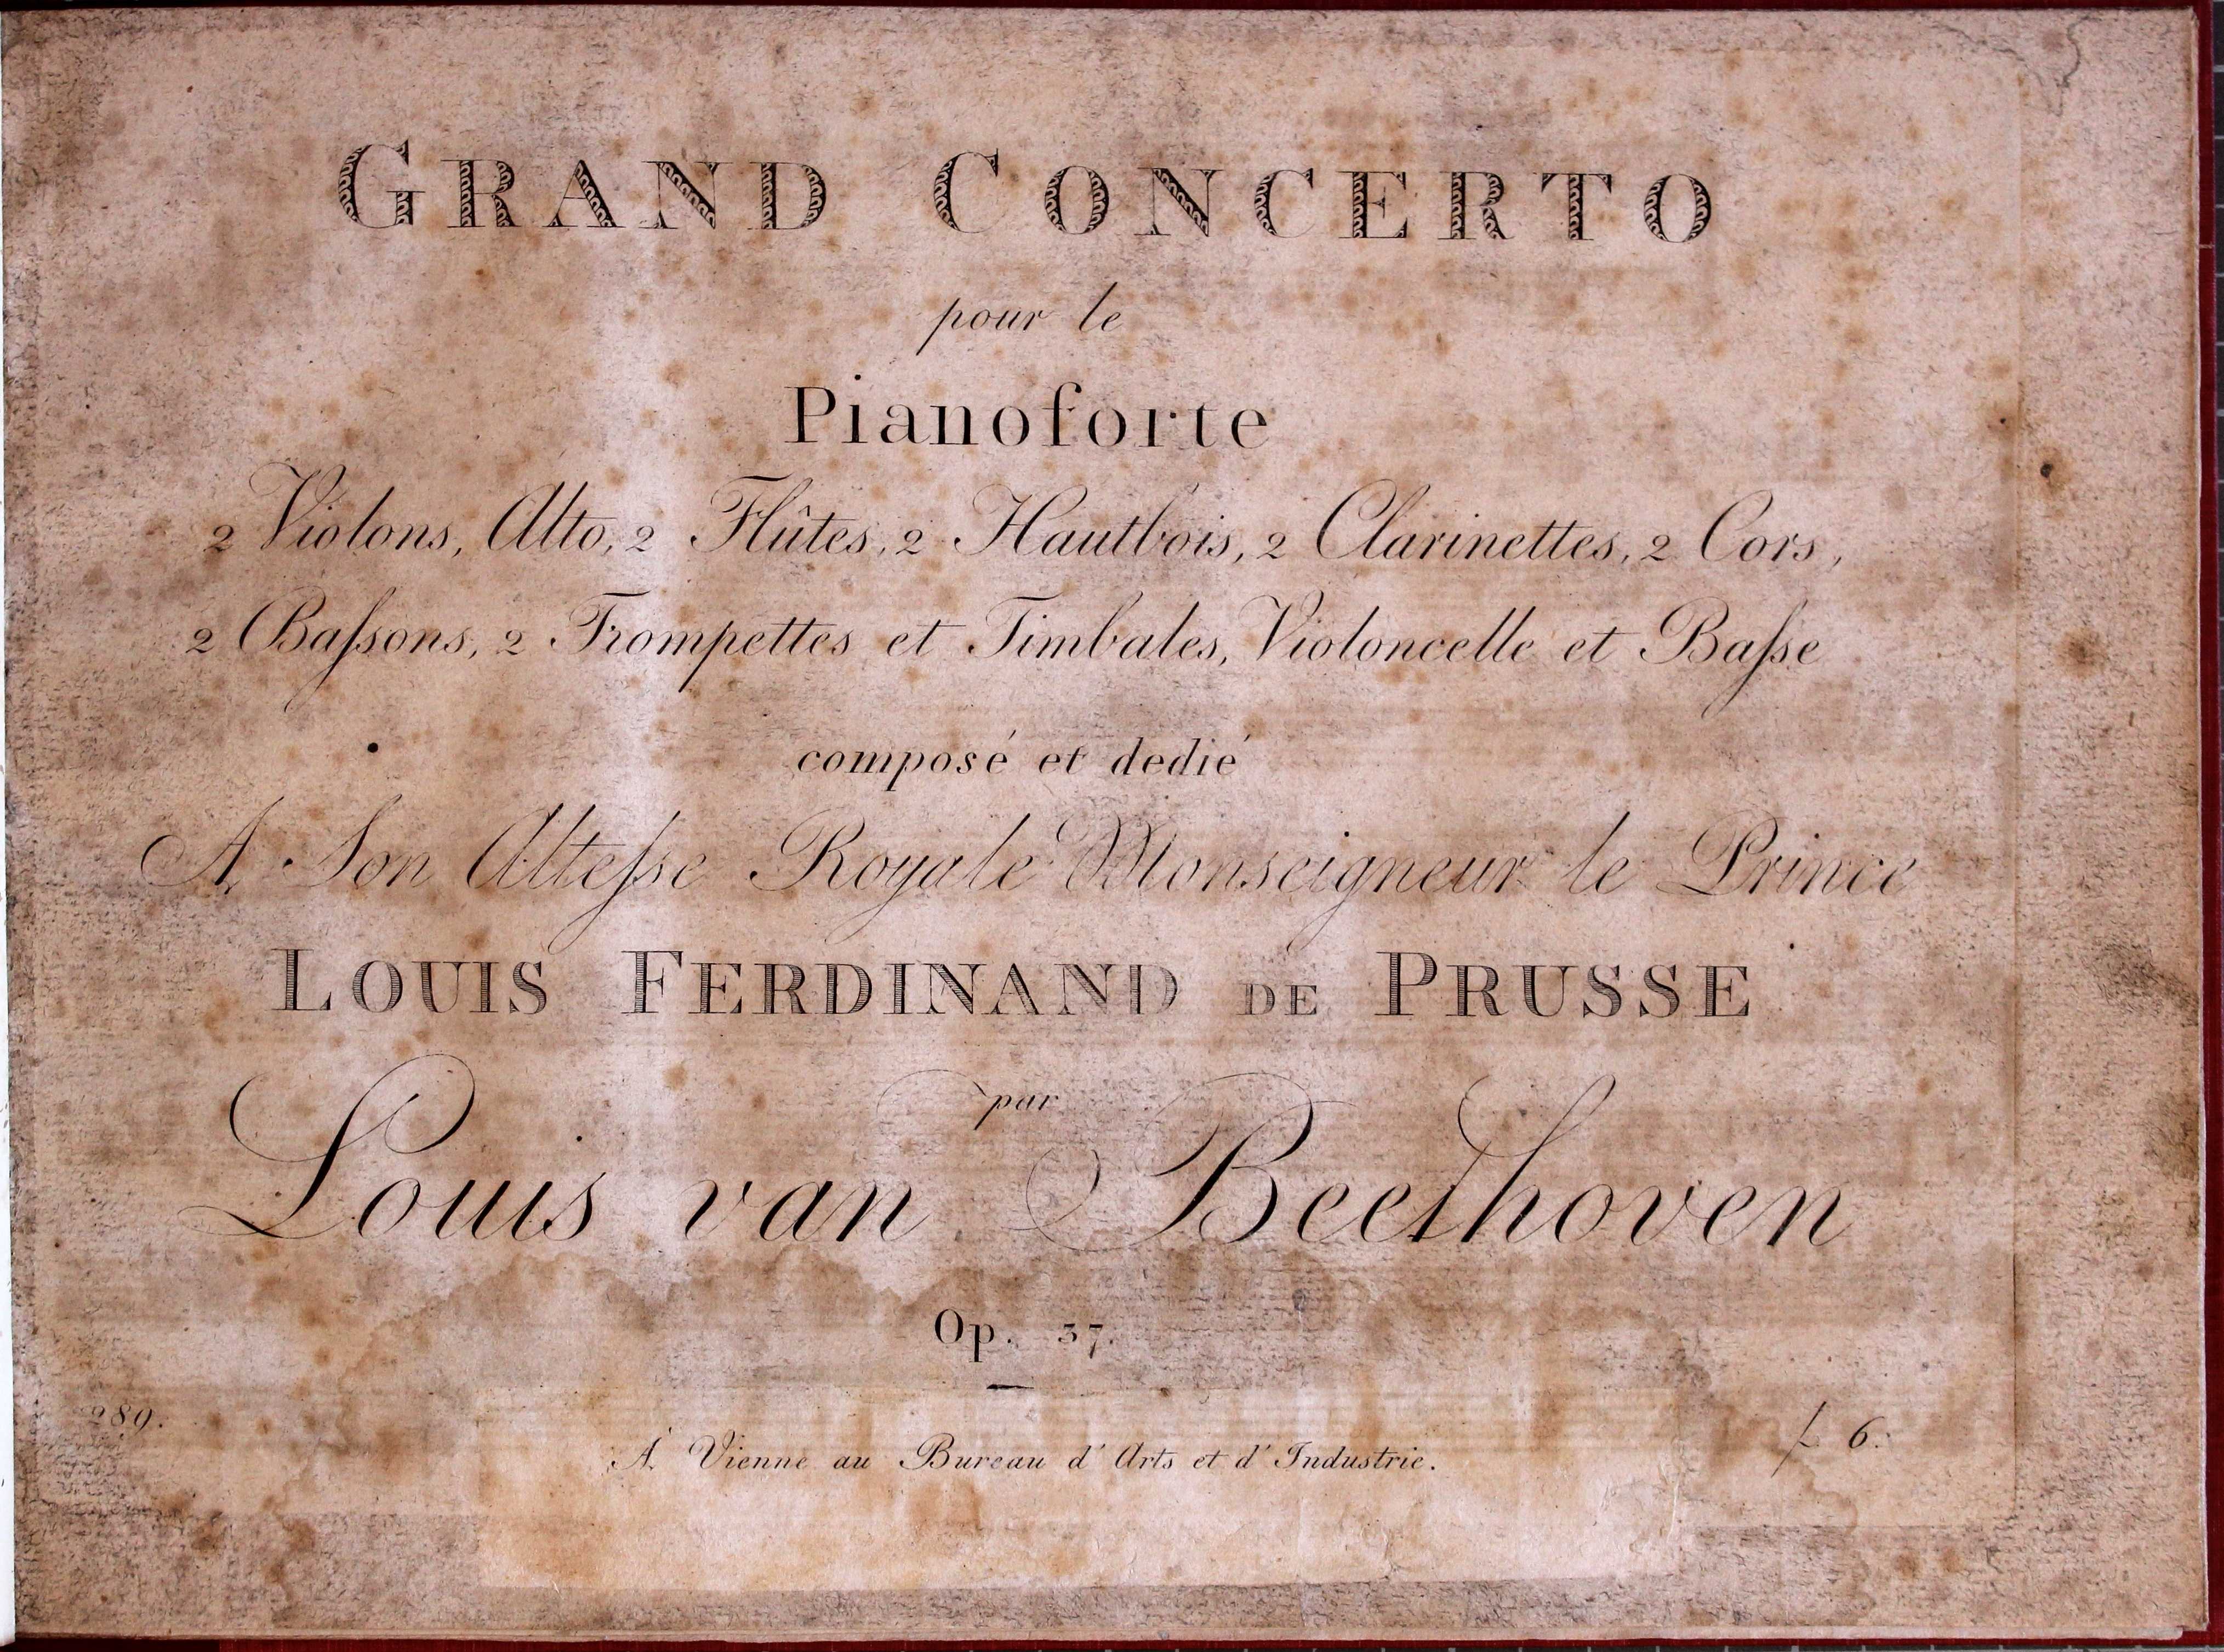 GRAND CONCERTO
pour le
Pianoforte
2 Violons, Alto, 2 Flûtes, 2 Hautbois, 2 Clarinettes, 2 Cors,
2 Baſsons, 2 Trompettes et Timbales, Violoncelle et Baſse
composé et dedié
A Son Alteſse Royale Monseigneur le Prince
LOUIS FERDINAND DE PRUSSE
par
Louis van Beethoven
Op. 37.
289.
f 6.
A Vienne au Bureau d'Arts et d'Industrie.